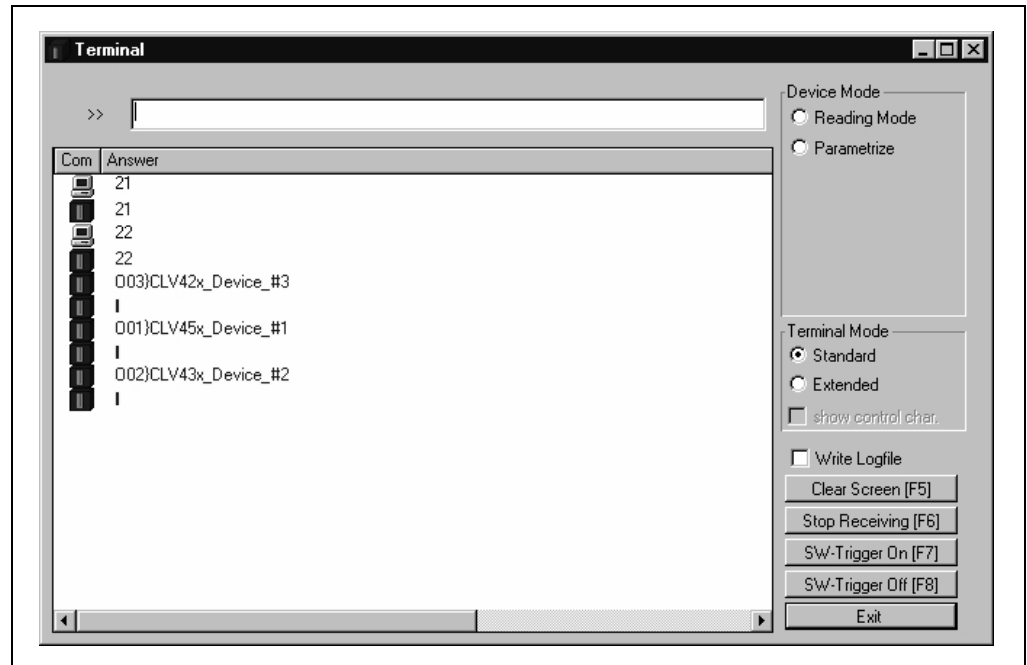 Terminal
>>
Device Mode
Reading Mode
Parametrize
Com Answer
21
21
22
22
003}CLV42x_Device_#3
I
001}CLV45x_Device_#1
I
002}CLV43x_Device_#2
I
Terminal Mode
Standard
Extended
show control char.
Write Logfile
Clear Screen [F5]
Stop Receiving [F6]
SW-Trigger On [F7]
SW-Trigger Off [F8]
Exit